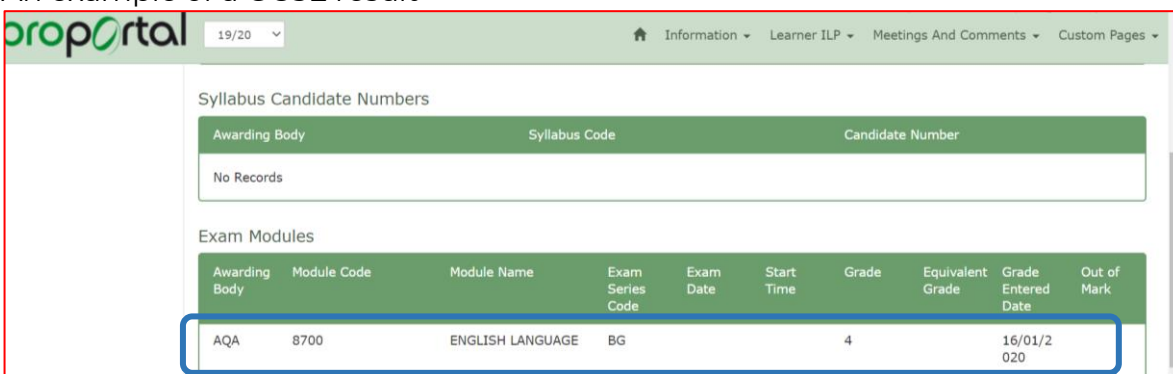 proportal 19/20 Information Learner ILP Meetings And Comments Custom Pages
Syllabus Candidate Numbers
Awarding Body Syllabus Code Candidate Number
No Records
Exam Modules
Awarding Body Module Code Module Name Exam Series Code Exam Date Start Time Grade Equivalent Grade Grade Entered Date Out of Mark
AQA 8700 ENGLISH LANGUAGE BG 4 16/01/2020